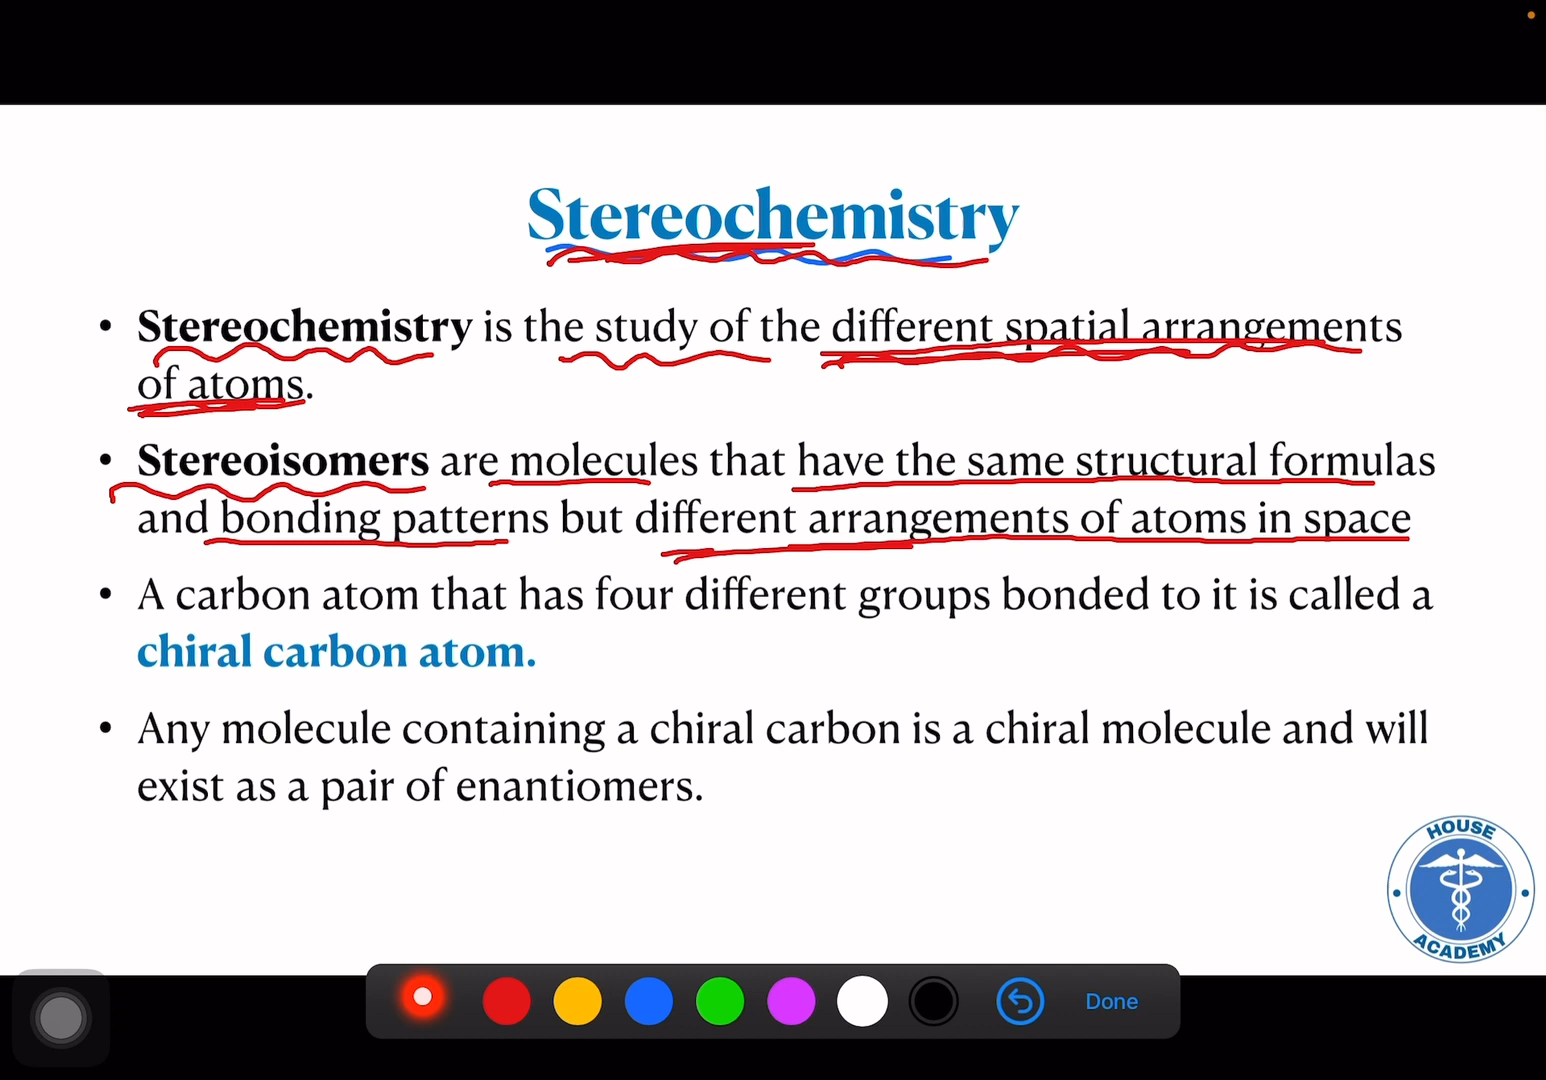 Stereochemistry
• Stereochemistry is the study of the different spatial arrangements
of atoms.
• Stereoisomers are molecules that have the same structural formulas
and bonding patterns but different arrangements of atoms in space
• A carbon atom that has four different groups bonded to it is called a
chiral carbon atom.
• Any molecule containing a chiral carbon is a chiral molecule and will
exist as a pair of enantiomers.
HOUSE
ACADEMY
Done